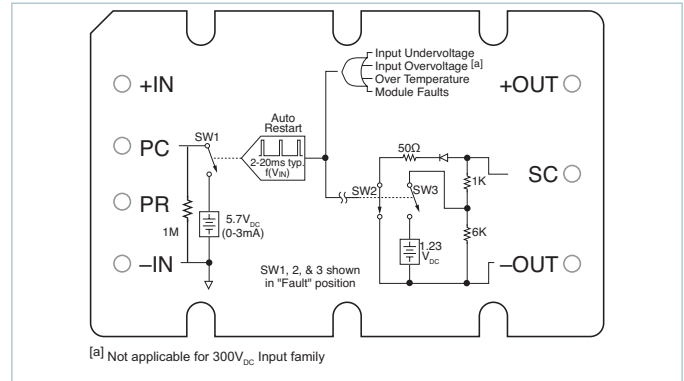 Input Undervoltage
Input Overvoltage [a]
Over Temperature
Module Faults
+IN
+OUT
Auto
Restart
2-20ms typ.
f(VIN)
PC
SW1
50Ω
SC
1K
SW2
SW3
PR
1M
5.7VDC
(0-3mA)
6K
1.23
VDC
–IN
–OUT
SW1, 2, & 3 shown
in "Fault" position
[a] Not applicable for 300VDC Input family